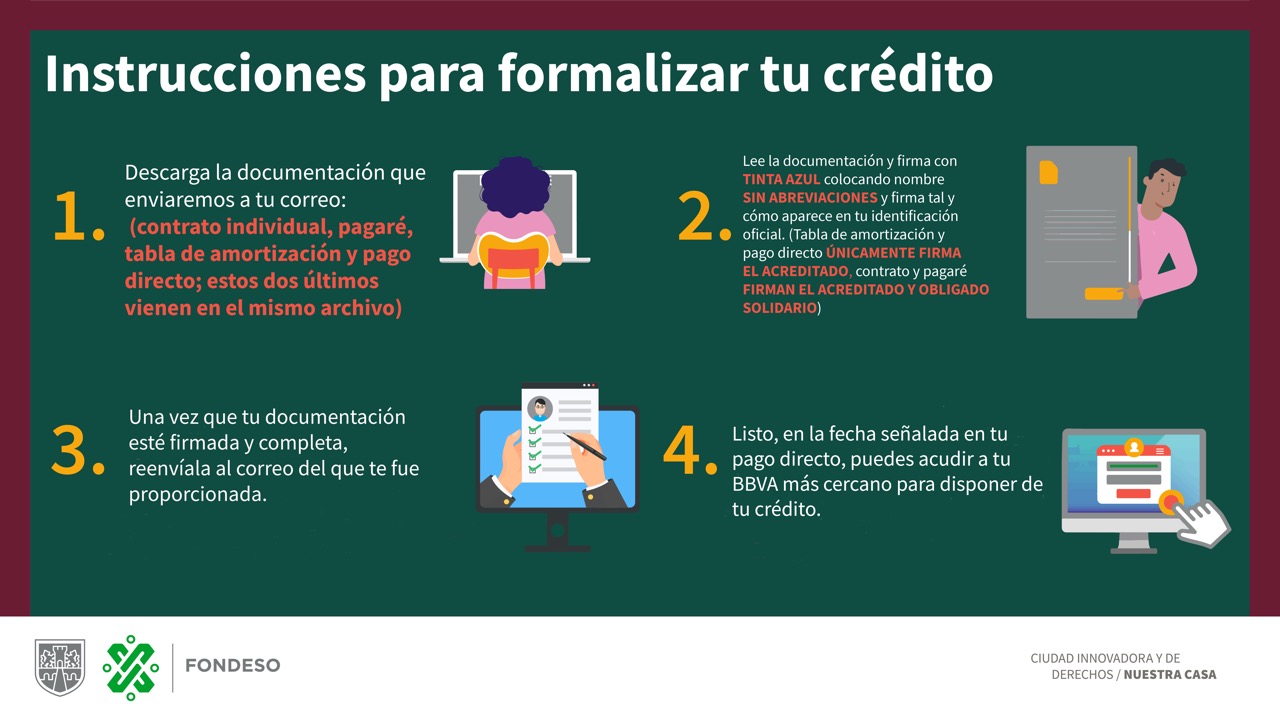 Instrucciones para formalizar tu crédito
1.
Descarga la documentación que
enviaremos a tu correo:
(contrato individual, pagaré,
tabla de amortización y pago
directo; estos dos últimos
vienen en el mismo archivo)
2.
Lee la documentación y firma con
TINTA AZUL colocando nombre
SIN ABREVIACIONES y firma tal y
cómo aparece en tu identificación
oficial. (Tabla de amortización y
pago directo ÚNICAMENTE FIRMA
EL ACREDITADO, contrato y pagaré
FIRMAN EL ACREDITADO Y OBLIGADO
SOLIDARIO)
3.
Una vez que tu documentación
esté firmada y completa,
reenvíala al correo del que te fue
proporcionada.
4.
Listo, en la fecha señalada en tu
pago directo, puedes acudir a tu
BBVA más cercano para disponer de
tu crédito.
FONDESO
CIUDAD INNOVADORA Y DE
DERECHOS / NUESTRA CASA